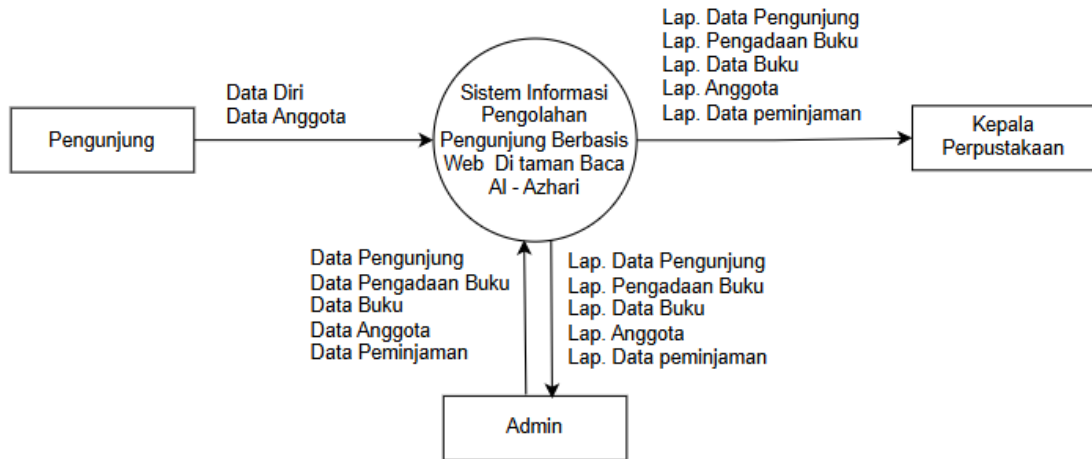 Lap. Data Pengunjung
Lap. Pengadaan Buku
Lap. Data Buku
Lap. Anggota
Lap. Data peminjaman
Data Diri
Data Anggota
Pengunjung
Sistem Informasi
Pengolahan
Pengunjung Berbasis
Web Di taman Baca
Al - Azhari
Kepala
Perpustakaan
Data Pengunjung
Data Pengadaan Buku
Data Buku
Data Anggota
Data Peminjaman
Lap. Data Pengunjung
Lap. Pengadaan Buku
Lap. Data Buku
Lap. Anggota
Lap. Data peminjaman
Admin